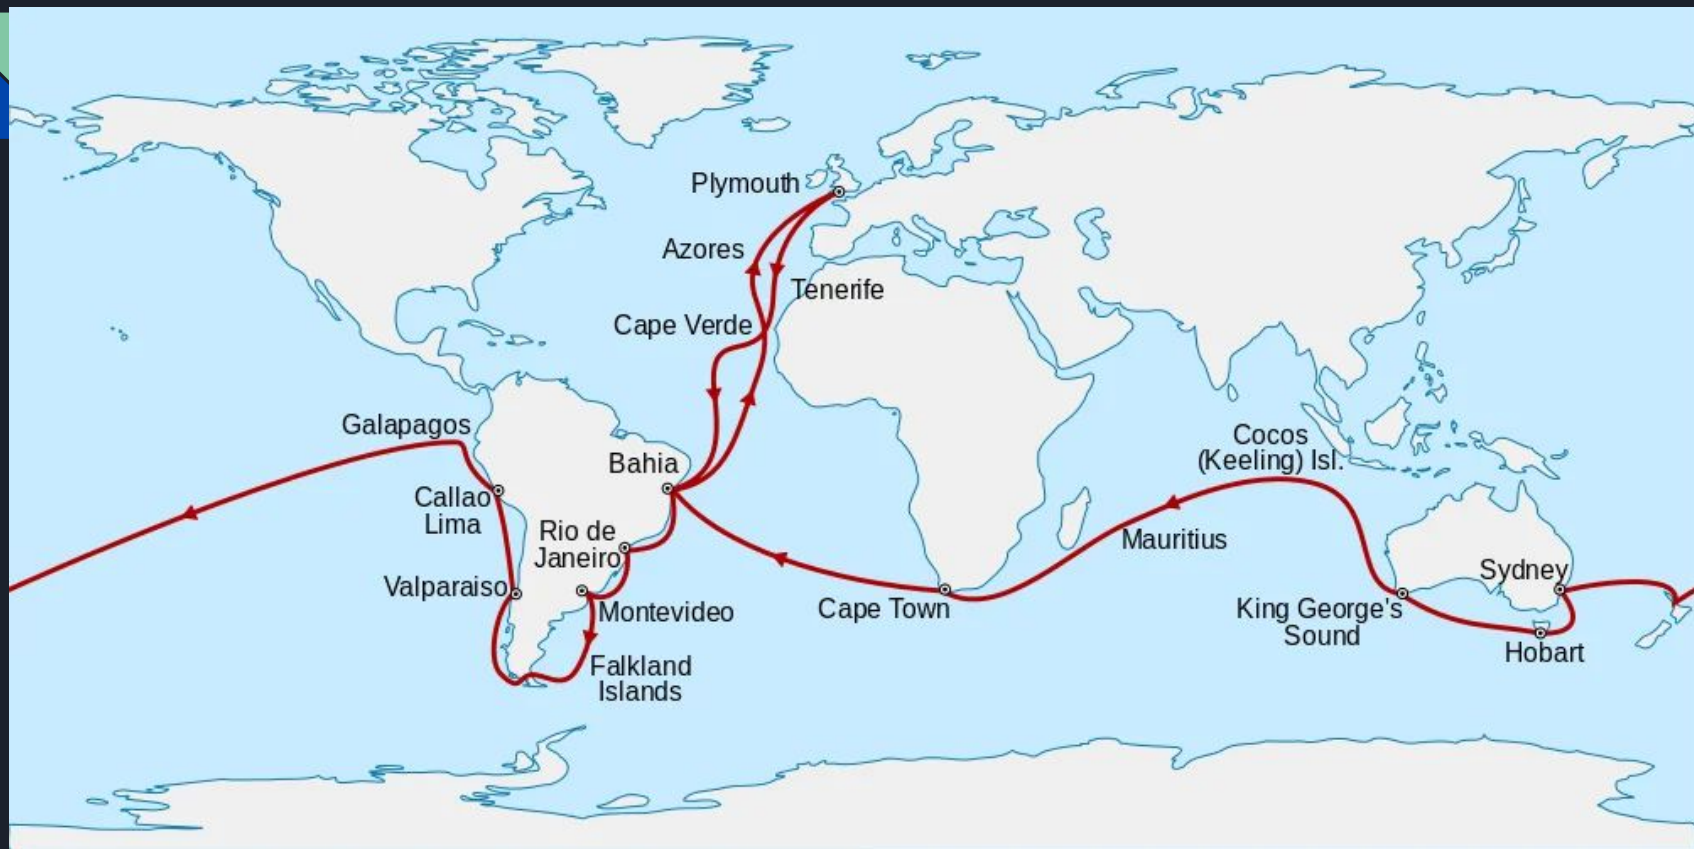 Plymouth
Azores
Tenerife
Cape Verde
Galapagos
Bahia
Cocos
(Keeling) Isl.
Callao
Lima
Rio de
Janeiro
Mauritius
Sydney
Valparaiso
Montevideo
Cape Town
King George's
Sound
Hobart
Falkland
Islands